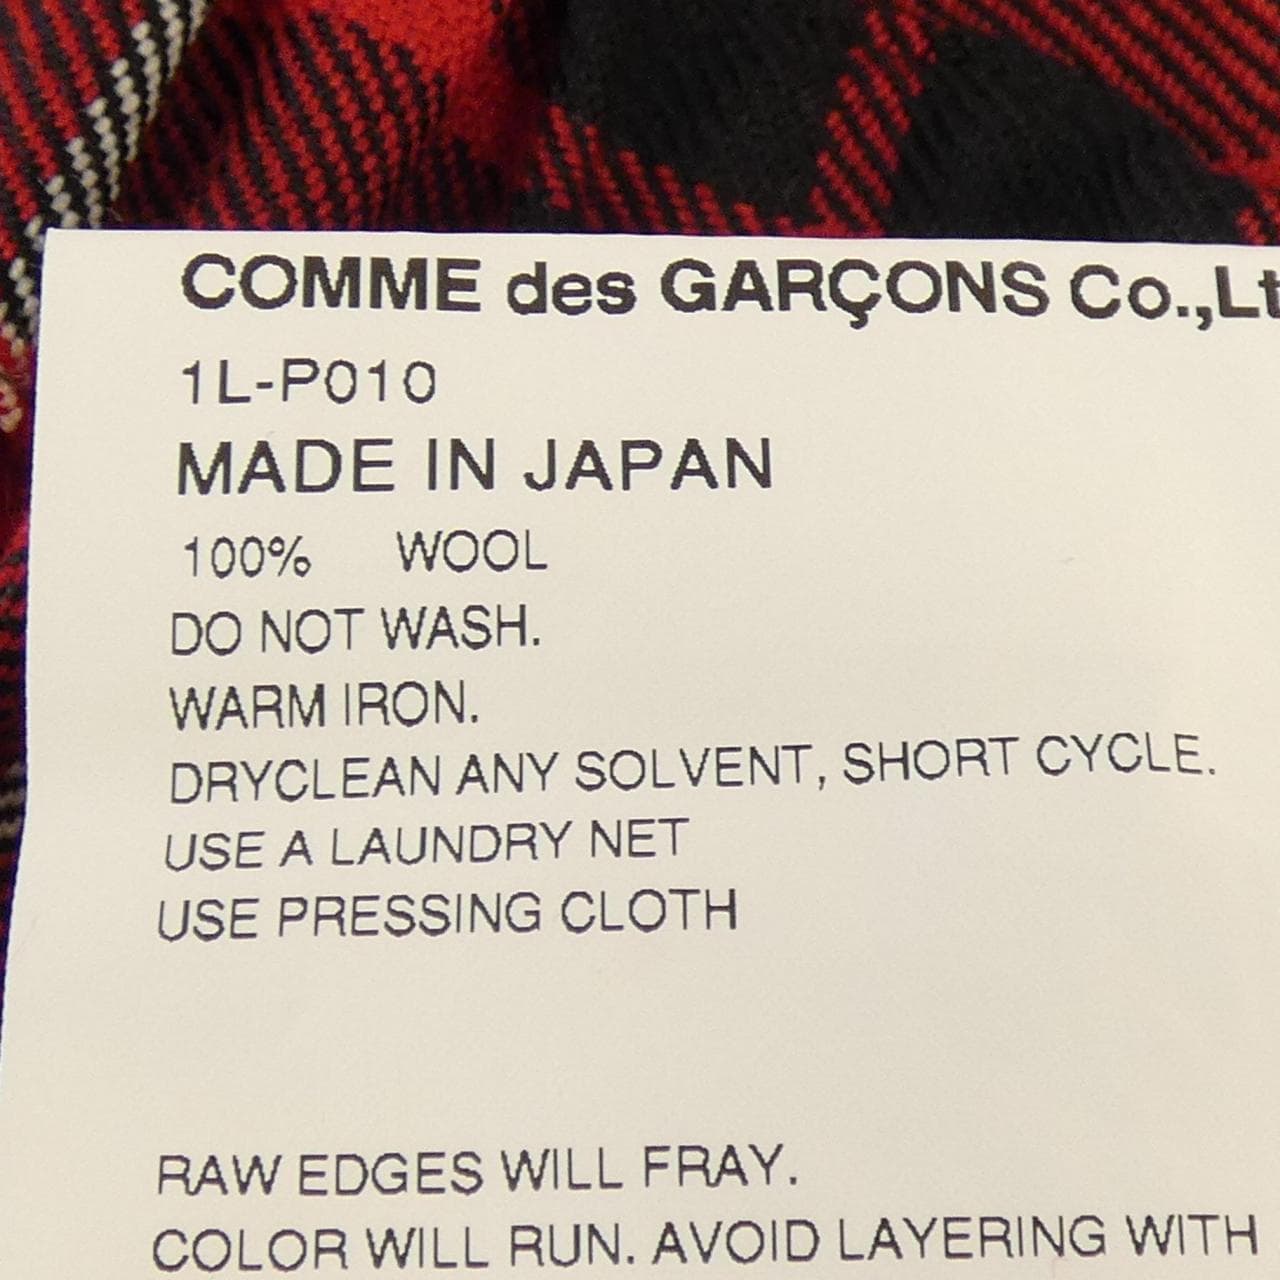 COMME des GARÇONS Co.,Lt
1L-P010
MADE IN JAPAN
100% WOOL
DO NOT WASH.
WARM IRON.
DRYCLEAN ANY SOLVENT, SHORT CYCLE.
USE A LAUNDRY NET
USE PRESSING CLOTH
RAW EDGES WILL FRAY.
COLOR WILL RUN. AVOID LAYERING WITH